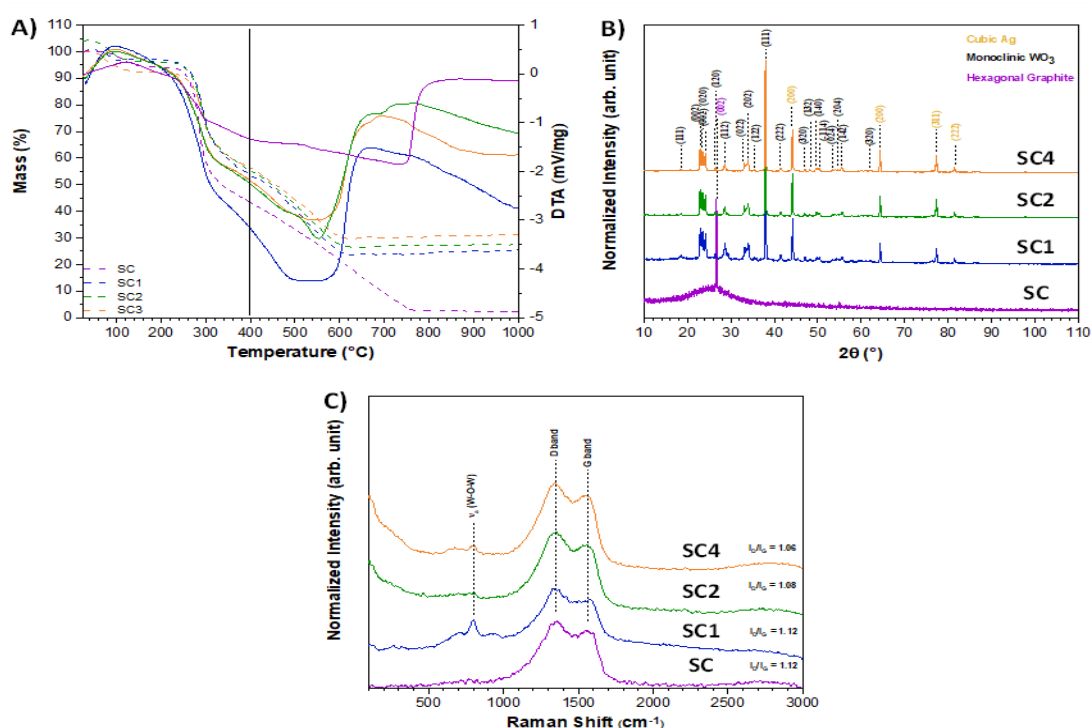 A)
Mass (%)
110
100
90
80
70
60
50
40
30
20
10
0
SC
SC1
SC2
SC3
100 200 300 400 500 600 700 800 900 1000
Temperature (°C)
1
0
-1
-2
-3
-4
-5
DTA (mV/mg)
B)
Normalized Intensity (arb. unit)
Cubic Ag
Monoclinic WO3
Hexagonal Graphite
(111)
(002)
(020)
(120)
(002)
(112)
(022)
(202)
(111)
(200)
(222)
(320)
(140)
(204)
(142)
(200)
(311)
(222)
SC4
SC2
SC1
SC
10 20 30 40 50 60 70 80 90 100 110
2θ (°)
C)
Normalized Intensity (arb. unit)
νs (W-O-W)
D band
G band
SC4 ID/IG = 1.06
SC2 ID/IG = 1.08
SC1 ID/IG = 1.12
SC ID/IG = 1.12
500 1000 1500 2000 2500 3000
Raman Shift (cm-1)